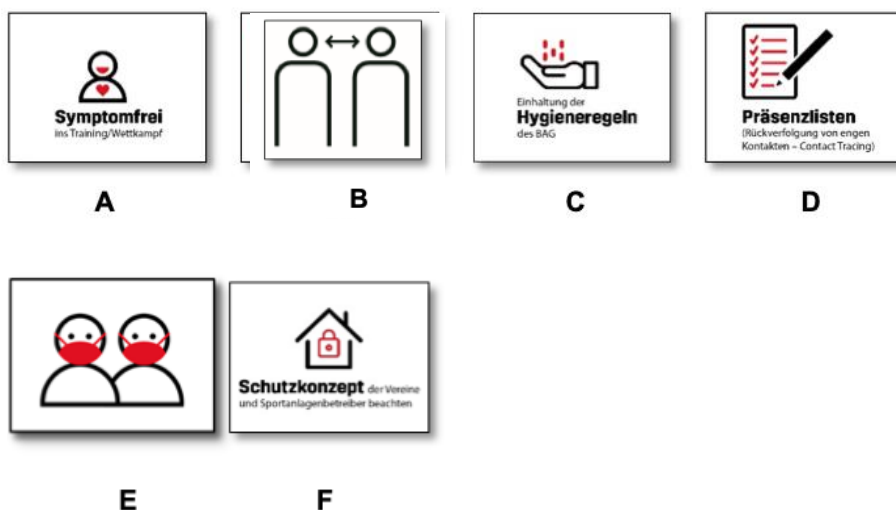 Symptomfrei
ins Training/Wettkampf
Einhaltung der
Hygieneregeln
des BAG
Präsenzlisten
(Rückverfolgung von engen
Kontakten – Contact Tracing)
A
B
C
D
Schutzkonzept der Vereine
und Sportanlagenbetreiber beachten
E
F